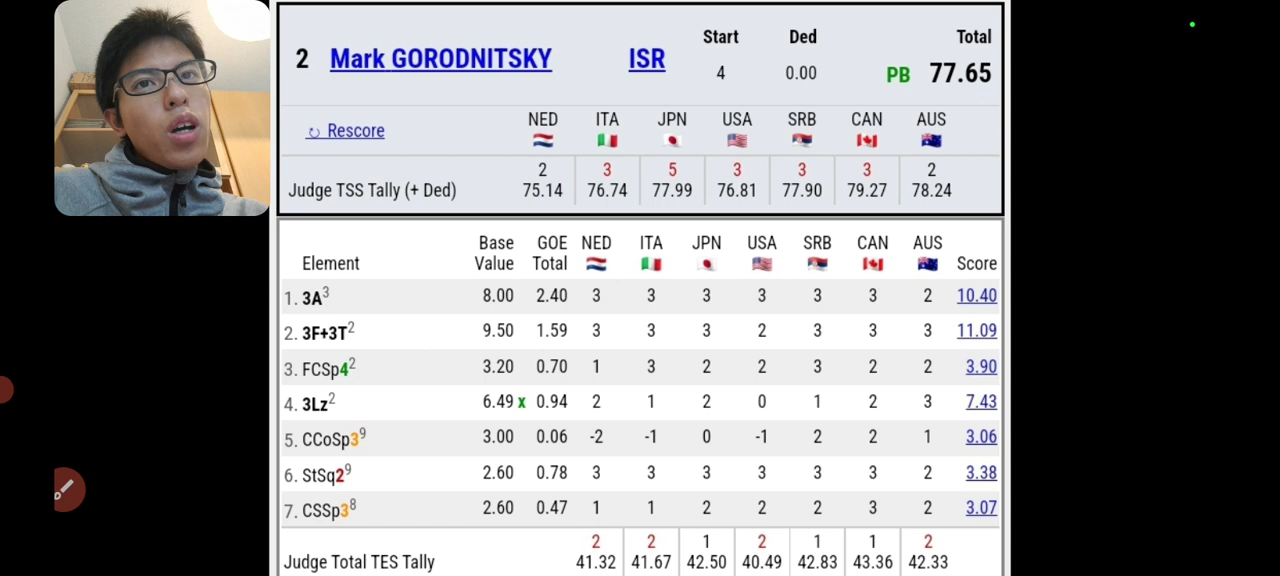 Start Ded Total
2 Mark GORODNITSKY ISR 4 0.00 PB 77.65
NED ITA JPN USA SRB CAN AUS
↻ Rescore
2 3 5 3 3 3 2
Judge TSS Tally (+ Ded) 75.14 76.74 77.99 76.81 77.90 79.27 78.24
Base GOE NED ITA JPN USA SRB CAN AUS
Element Value Total Score
1. 3A3 8.00 2.40 3 3 3 3 3 3 2 10.40
2. 3F+3T2 9.50 1.59 3 3 3 2 3 3 3 11.09
3. FCSp42 3.20 0.70 1 3 2 2 3 2 2 3.90
4. 3Lz2 6.49 x 0.94 2 1 2 0 1 2 3 7.43
5. CCoSp39 3.00 0.06 -2 -1 0 -1 2 2 1 3.06
6. StSq29 2.60 0.78 3 3 3 3 3 3 2 3.38
7. CSSp38 2.60 0.47 1 1 2 2 2 3 2 3.07
2 2 1 2 1 1 2
Judge Total TES Tally 41.32 41.67 42.50 40.49 42.83 43.36 42.33